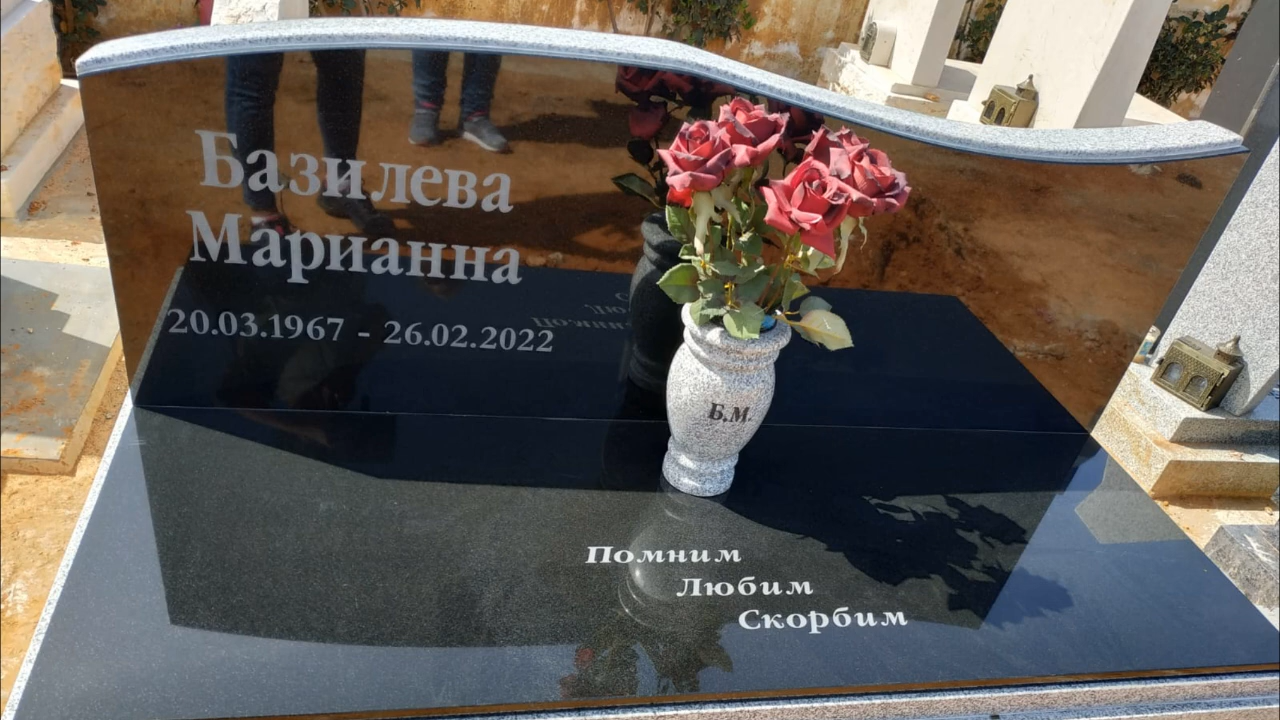 Базилева
Марианна
20.03.1967 - 26.02.2022
Б.М.
Помним
Любим
Скорбим